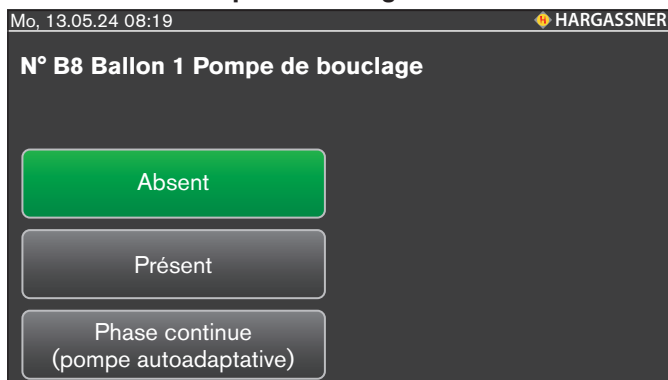 Mo, 13.05.24 08:19 HARGASSNER
N° B8 Ballon 1 Pompe de bouclage
Absent
Présent
Phase continue
(pompe autoadaptative)